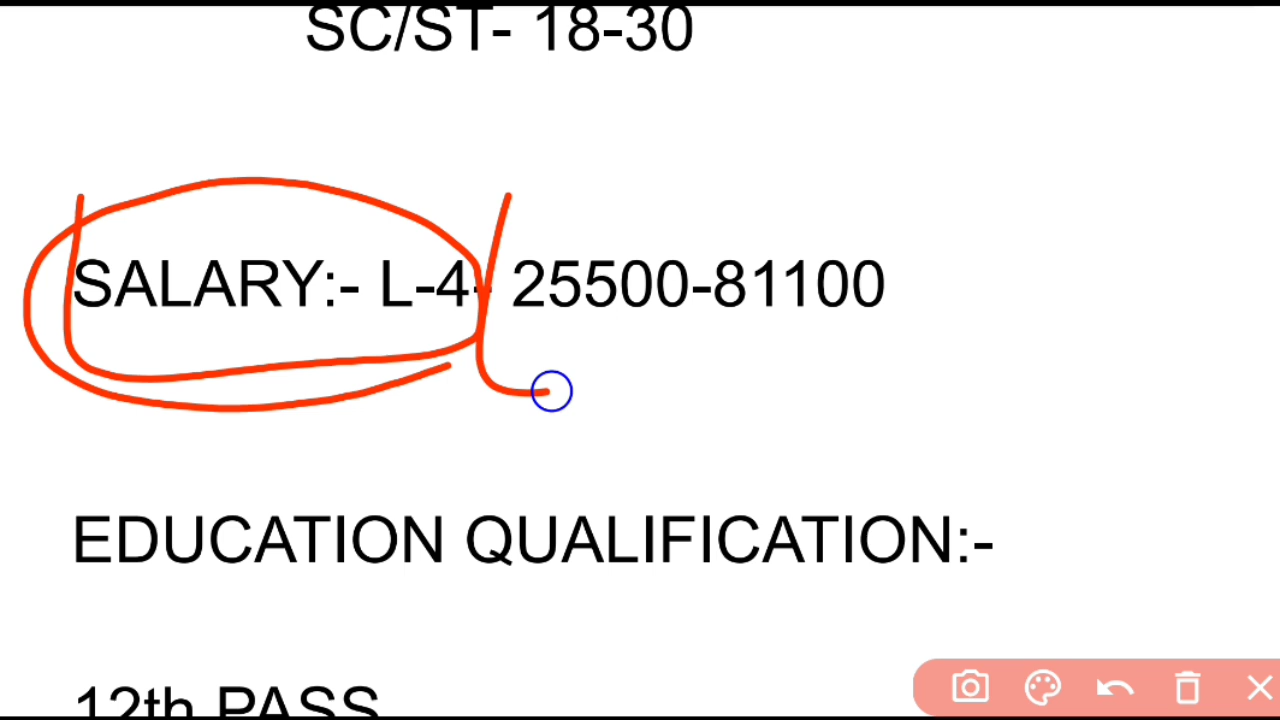 SC/ST- 18-30
SALARY:- L-4- 25500-81100
EDUCATION QUALIFICATION:-
12th PASS